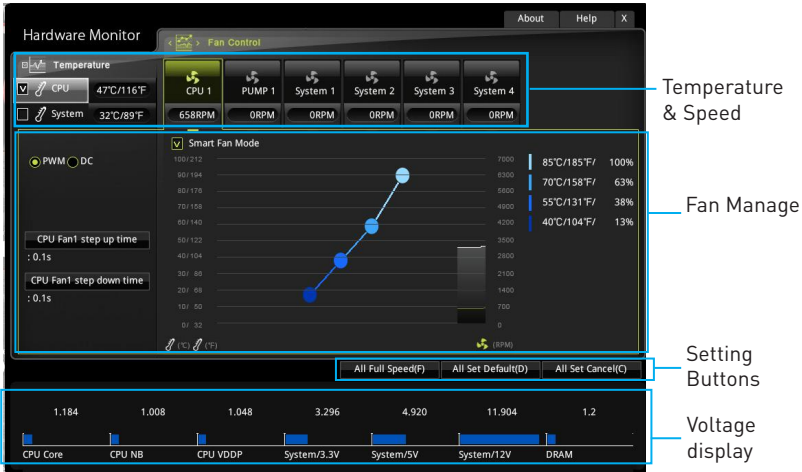 About Help X
Hardware Monitor
Fan Control
Temperature
CPU 47℃/116℉
System 32℃/89℉
CPU 1 PUMP 1 System 1 System 2 System 3 System 4
658RPM 0RPM 0RPM 0RPM 0RPM 0RPM
Temperature
& Speed
Smart Fan Mode
PWM DC
100/212 7000
90/194 6300
80/176 5600
70/158 4900
60/140 4200
50/122 3500
40/104 2800
30/ 86 2100
20/ 68 1400
10/ 50 700
0/ 32 0
(℃) (℉) (RPM)
85℃/185℉/ 100%
70℃/158℉/ 63%
55℃/131℉/ 38%
40℃/104℉/ 13%
CPU Fan1 step up time
: 0.1s
CPU Fan1 step down time
: 0.1s
Fan Manage
All Full Speed(F) All Set Default(D) All Set Cancel(C)
Setting
Buttons
1.184 1.008 1.048 3.296 4.920 11.904 1.2
CPU Core CPU NB CPU VDDP System/3.3V System/5V System/12V DRAM
Voltage
display